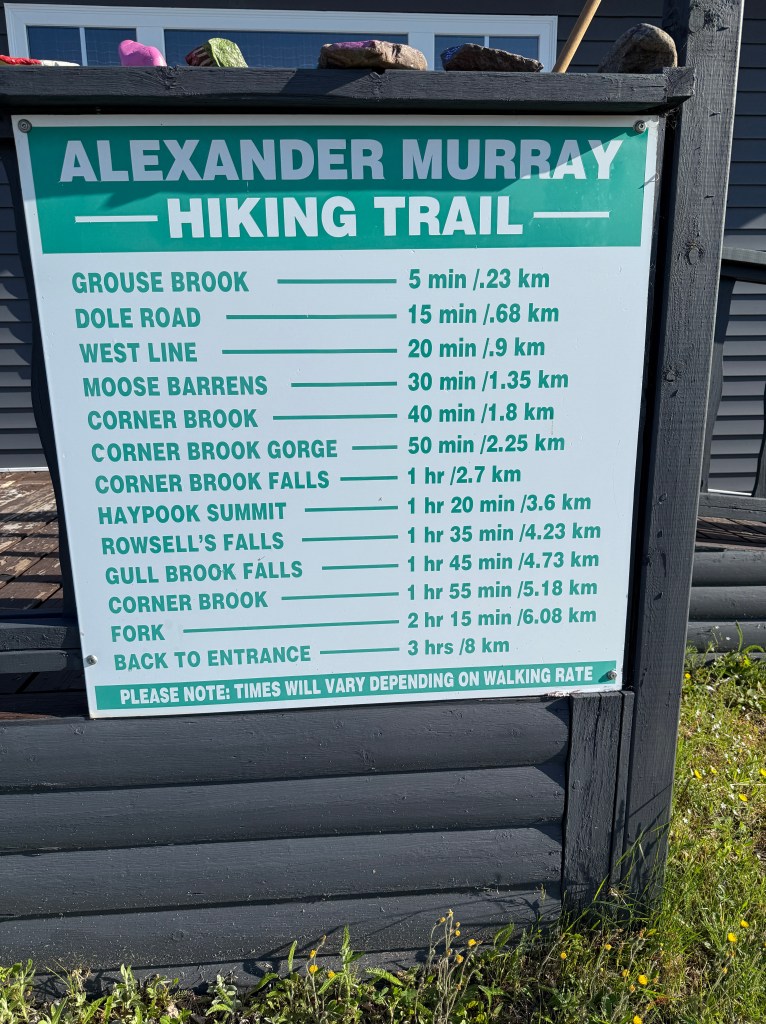 ALEXANDER MURRAY
HIKING TRAIL
GROUSE BROOK 5 min /.23 km
DOLE ROAD 15 min /.68 km
WEST LINE 20 min /.9 km
MOOSE BARRENS 30 min /1.35 km
CORNER BROOK 40 min /1.8 km
CORNER BROOK GORGE 50 min /2.25 km
CORNER BROOK FALLS 1 hr /2.7 km
HAYPOOK SUMMIT 1 hr 20 min /3.6 km
ROWSELL'S FALLS 1 hr 35 min /4.23 km
GULL BROOK FALLS 1 hr 45 min /4.73 km
CORNER BROOK 1 hr 55 min /5.18 km
FORK 2 hr 15 min /6.08 km
BACK TO ENTRANCE 3 hrs /8 km
PLEASE NOTE: TIMES WILL VARY DEPENDING ON WALKING RATE